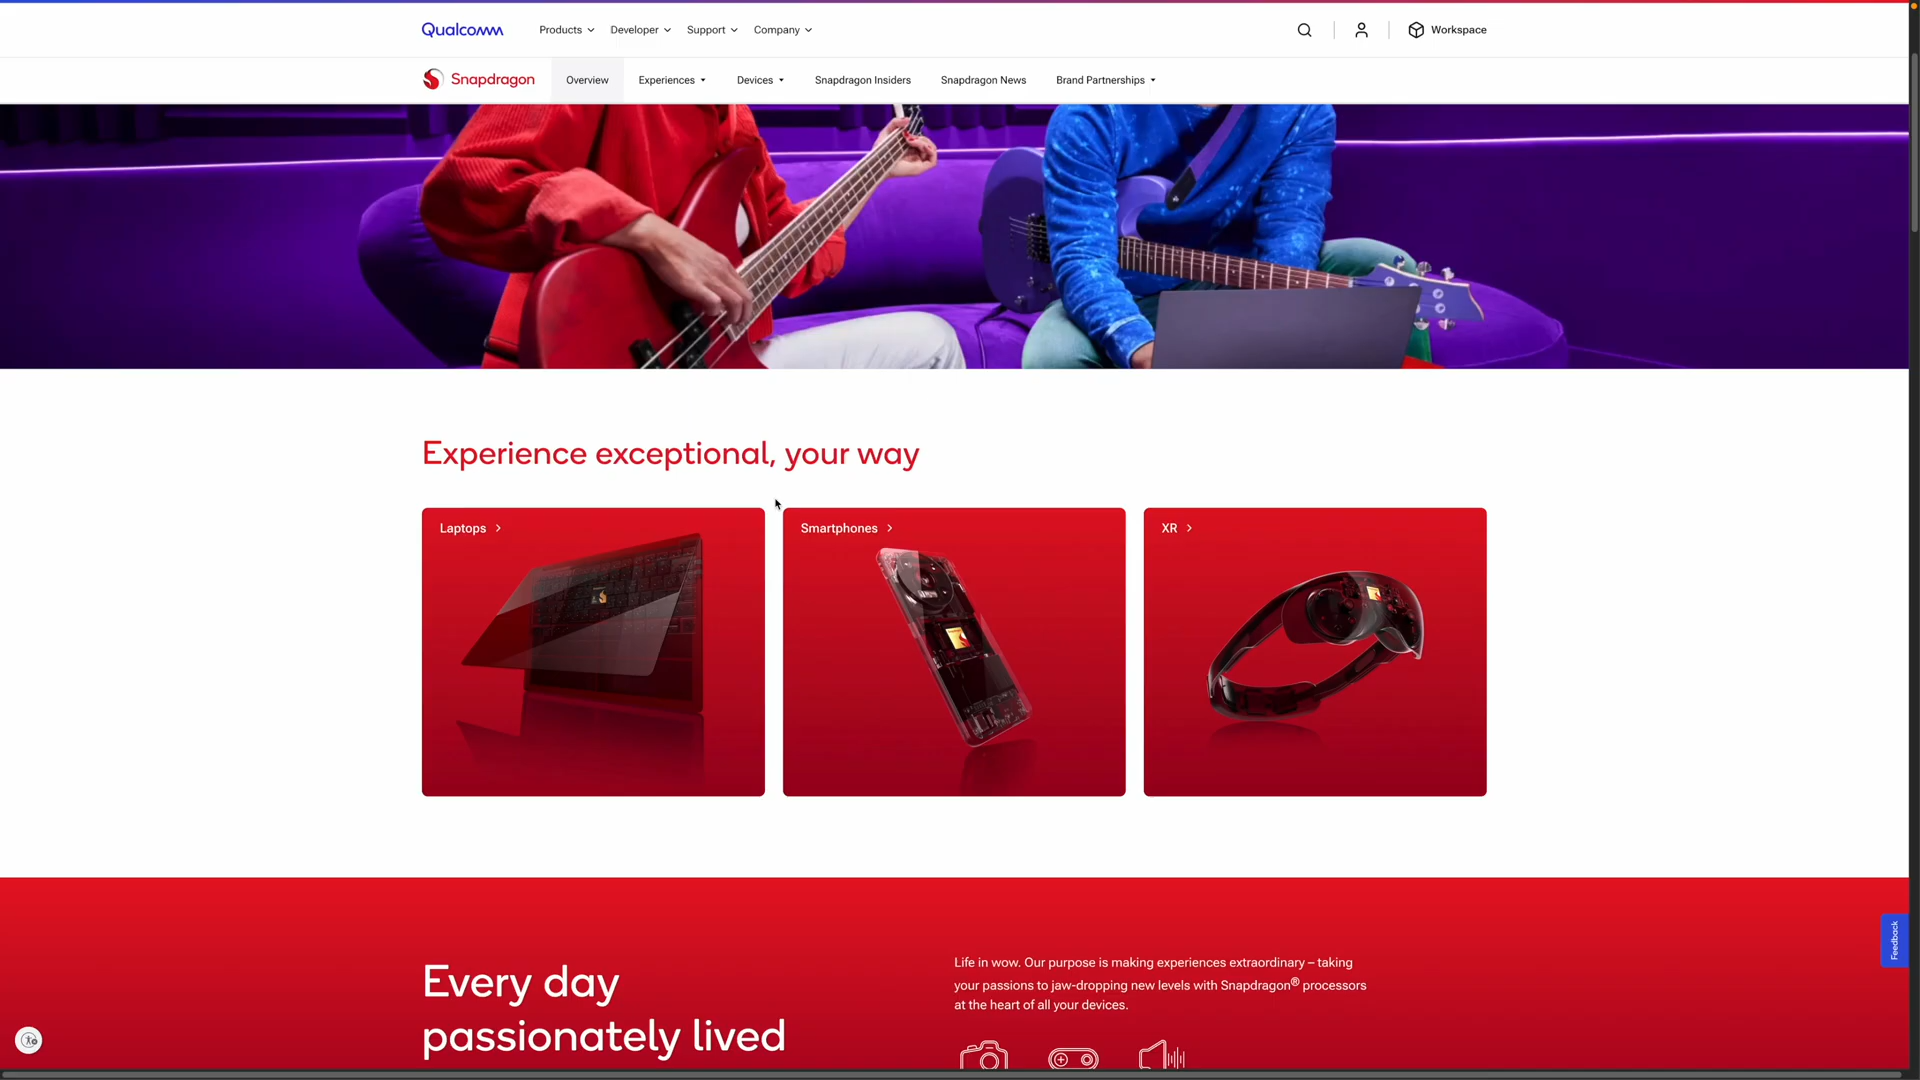 Qualcomm Products Developer Support Company Workspace
Snapdragon Overview Experiences Devices Snapdragon Insiders Snapdragon News Brand Partnerships
Experience exceptional, your way
Laptops
Smartphones
XR
Feedback
Every day
passionately lived
Life in wow. Our purpose is making experiences extraordinary – taking
your passions to jaw-dropping new levels with Snapdragon® processors
at the heart of all your devices.